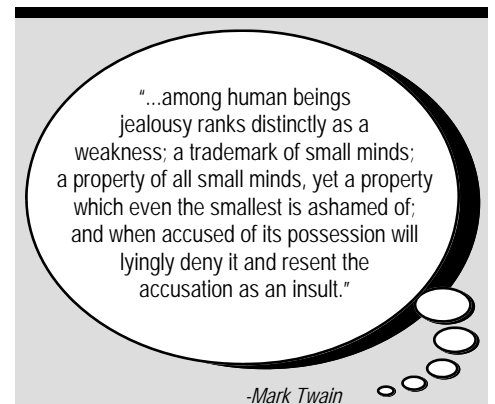 "...among human beings
jealousy ranks distinctly as a
weakness; a trademark of small minds;
a property of all small minds, yet a property
which even the smallest is ashamed of;
and when accused of its possession will
lyingly deny it and resent the
accusation as an insult."
-Mark Twain